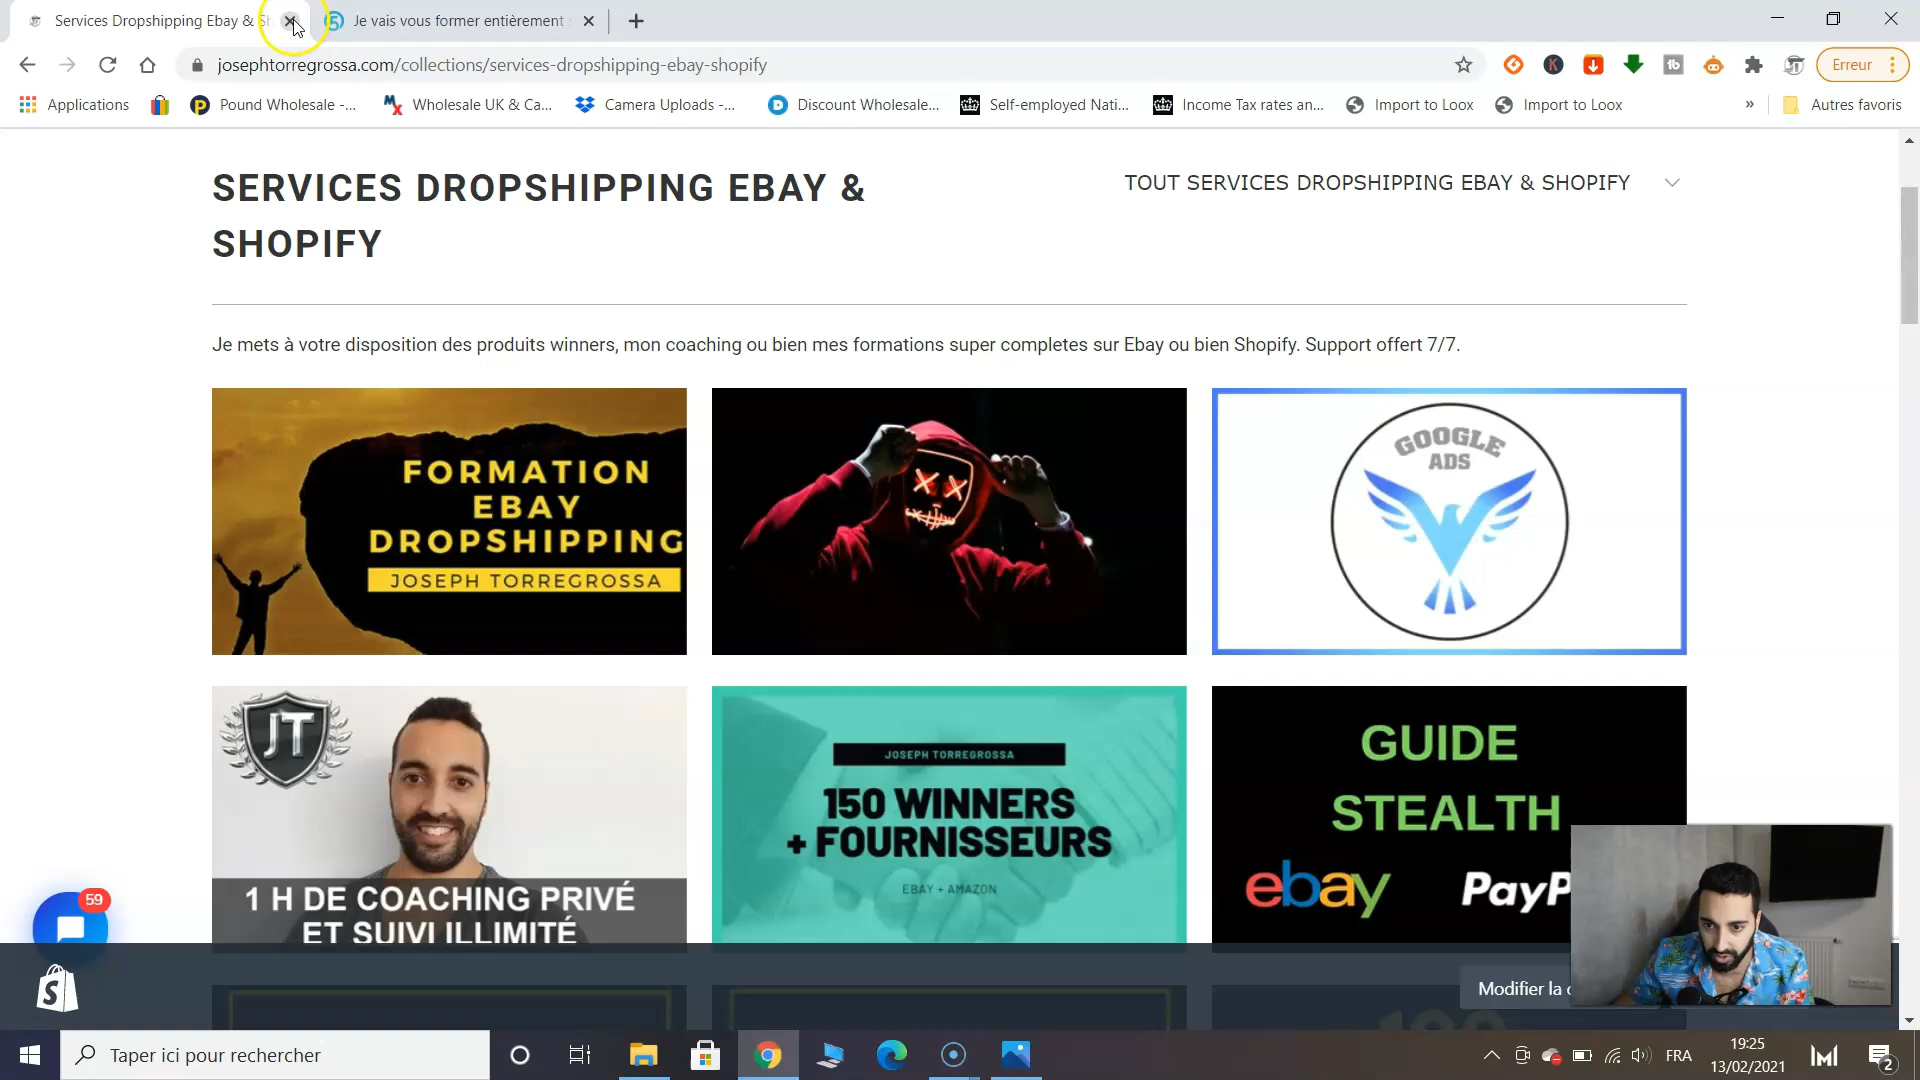 Services Dropshipping Ebay & S
Je vais vous former entièrement s
josephtorregrossa.com/collections/services-dropshipping-ebay-shopify
Erreur
Applications
Pound Wholesale -...
Wholesale UK & Ca...
Camera Uploads -...
Discount Wholesale...
Self-employed Nati...
Income Tax rates an...
Import to Loox
Import to Loox
»
Autres favoris
SERVICES DROPSHIPPING EBAY &
SHOPIFY
TOUT SERVICES DROPSHIPPING EBAY & SHOPIFY
Je mets à votre disposition des produits winners, mon coaching ou bien mes formations super completes sur Ebay ou bien Shopify. Support offert 7/7.
FORMATION
EBAY
DROPSHIPPING
JOSEPH TORREGROSSA
GOOGLE
ADS
JT
1 H DE COACHING PRIVÉ
ET SUIVI ILLIMITÉ
JOSEPH TORREGROSSA
150 WINNERS
+ FOURNISSEURS
EBAY + AMAZON
GUIDE
STEALTH
ebay
PayP
59
Modifier la
Taper ici pour rechercher
FRA
19:25
13/02/2021
2